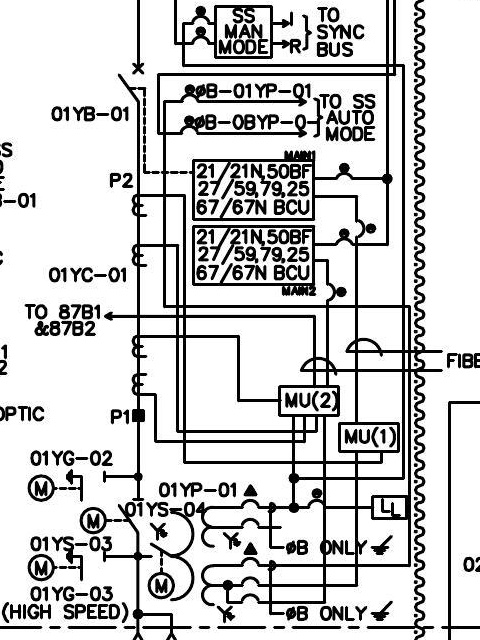 SS
MAN
MODE
I
R
TO
SYNC
BUS
01YB-01
ØB-01YP-01
ØB-0BYP-0
TO SS
AUTO
MODE
MAIN1
21/21N,50BF
27/59,79,25
67/67N BCU
P2
21/21N,50BF
27/59,79,25
67/67N BCU
MAIN2
SS
-01
C
01YC-01
TO 87B1
&87B2
1
2
FIBE
MU(2)
OPTIC
P1
MU(1)
01YG-02
M
01YP-01
01YS-04
LL
M
Y
Y
01YS-03
ØB ONLY
M
M
01YG-03
(HIGH SPEED)
Y
ØB ONLY
02